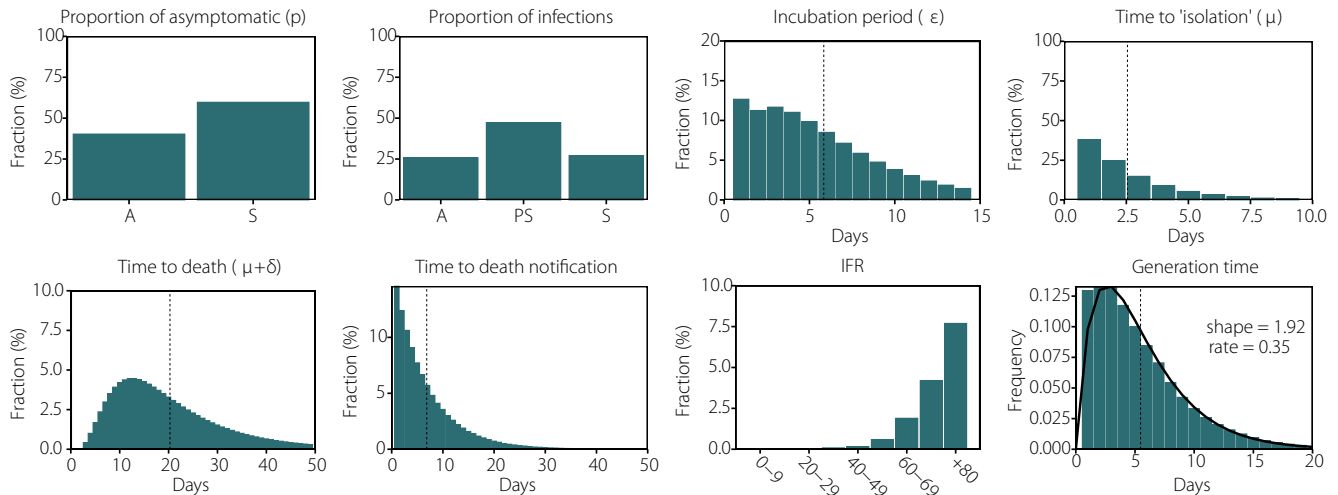 Proportion of asymptomatic (p)
100
75
50
25
0
Fraction (%)
A
S
Proportion of infections
100
75
50
25
0
Fraction (%)
A
PS
S
Incubation period ( ε)
20
15
10
5
0
Fraction (%)
0
5
10
15
Days
Time to 'isolation' ( μ)
100
75
50
25
0
Fraction (%)
0.0
2.5
5.0
7.5
10.0
Days
Time to death ( μ+δ)
10.0
7.5
5.0
2.5
0.0
Fraction (%)
0
10
20
30
40
50
Days
Time to death notification
10
5
0
Fraction (%)
0
10
20
30
40
50
Days
IFR
10.0
7.5
5.0
2.5
0.0
Fraction (%)
0–9
20–29
40–49
60–69
+80
Generation time
0.125
0.100
0.075
0.050
0.025
0.000
Frequency
shape = 1.92
rate = 0.35
0
5
10
15
20
Days